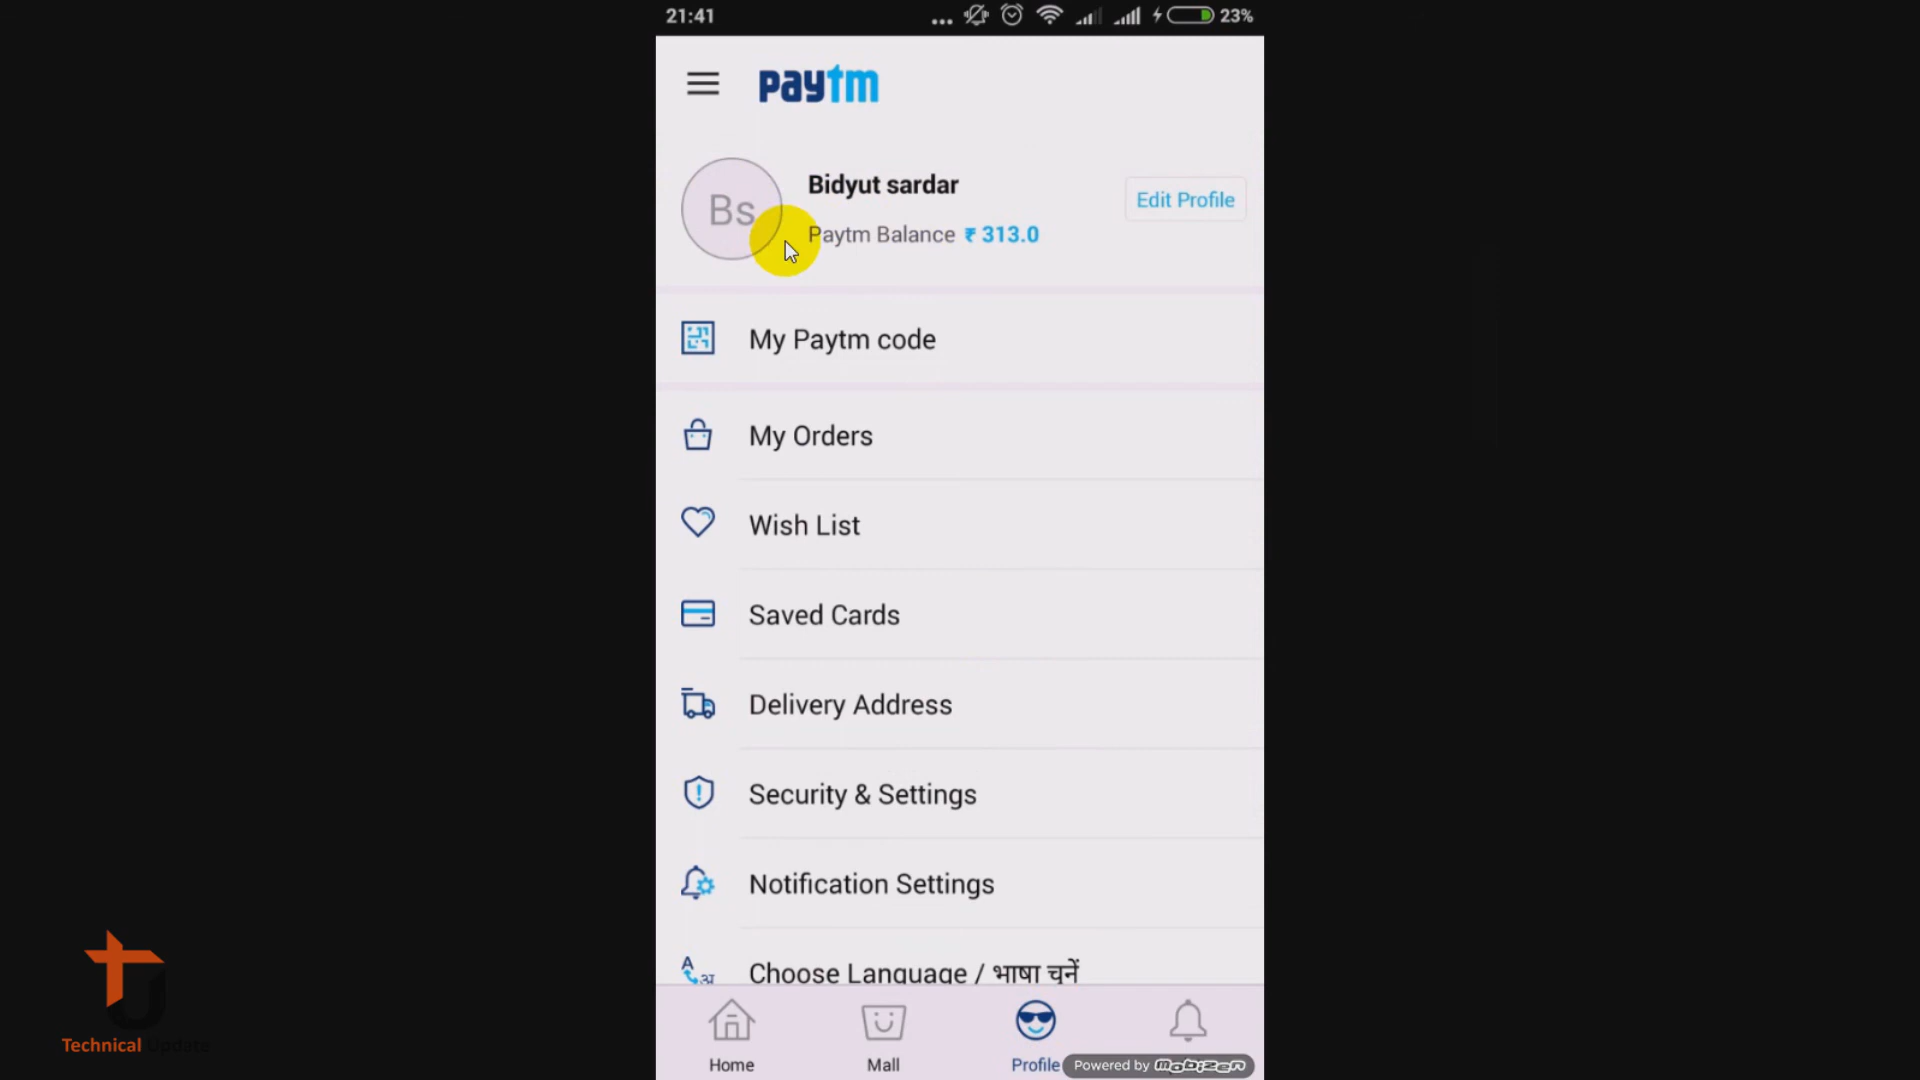 21:41
23%
paytm
Bs
Bidyut sardar
Edit Profile
Paytm Balance ₹ 313.0
My Paytm code
My Orders
Wish List
Saved Cards
Delivery Address
Security & Settings
Notification Settings
Choose Language / भाषा चुनें
Home
Mall
Profile
Powered by mobizen
Technical Update